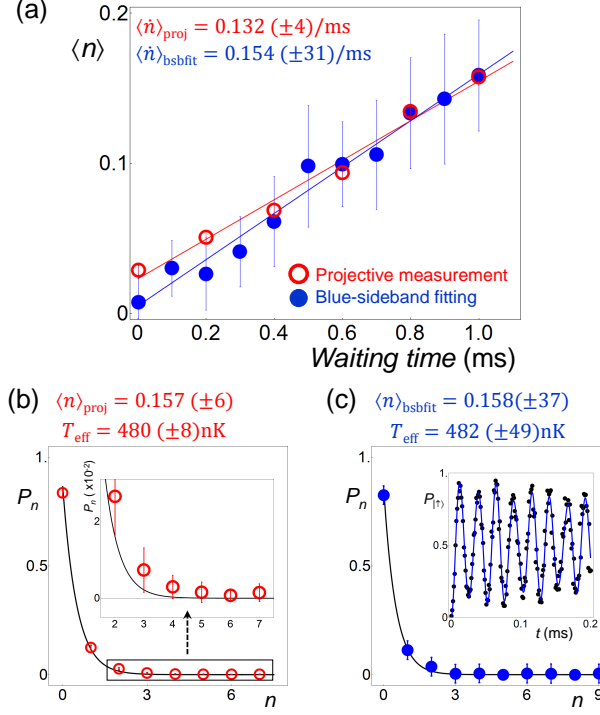 (a)
⟨ṅ⟩proj = 0.132 (±4)/ms
⟨ṅ⟩bsbfit = 0.154 (±31)/ms
⟨n⟩
0.2
0.1
0
Projective measurement
Blue-sideband fitting
0.0 0.2 0.4 0.6 0.8 1.0
Waiting time (ms)
(b)
⟨n⟩proj = 0.157 (±6)
Teff = 480 (±8)nK
1.
Pn
0.5
0
Pn ( x10⁻²)
2
0
2 3 4 5 6 7
0 3 6 n
(c)
⟨n⟩bsbfit = 0.158(±37)
Teff = 482 (±49)nK
1.
Pn
0.5
0
P|↑⟩
1.
0.5
0
0 0.1 0.2
t (ms)
0 3 6 9
n